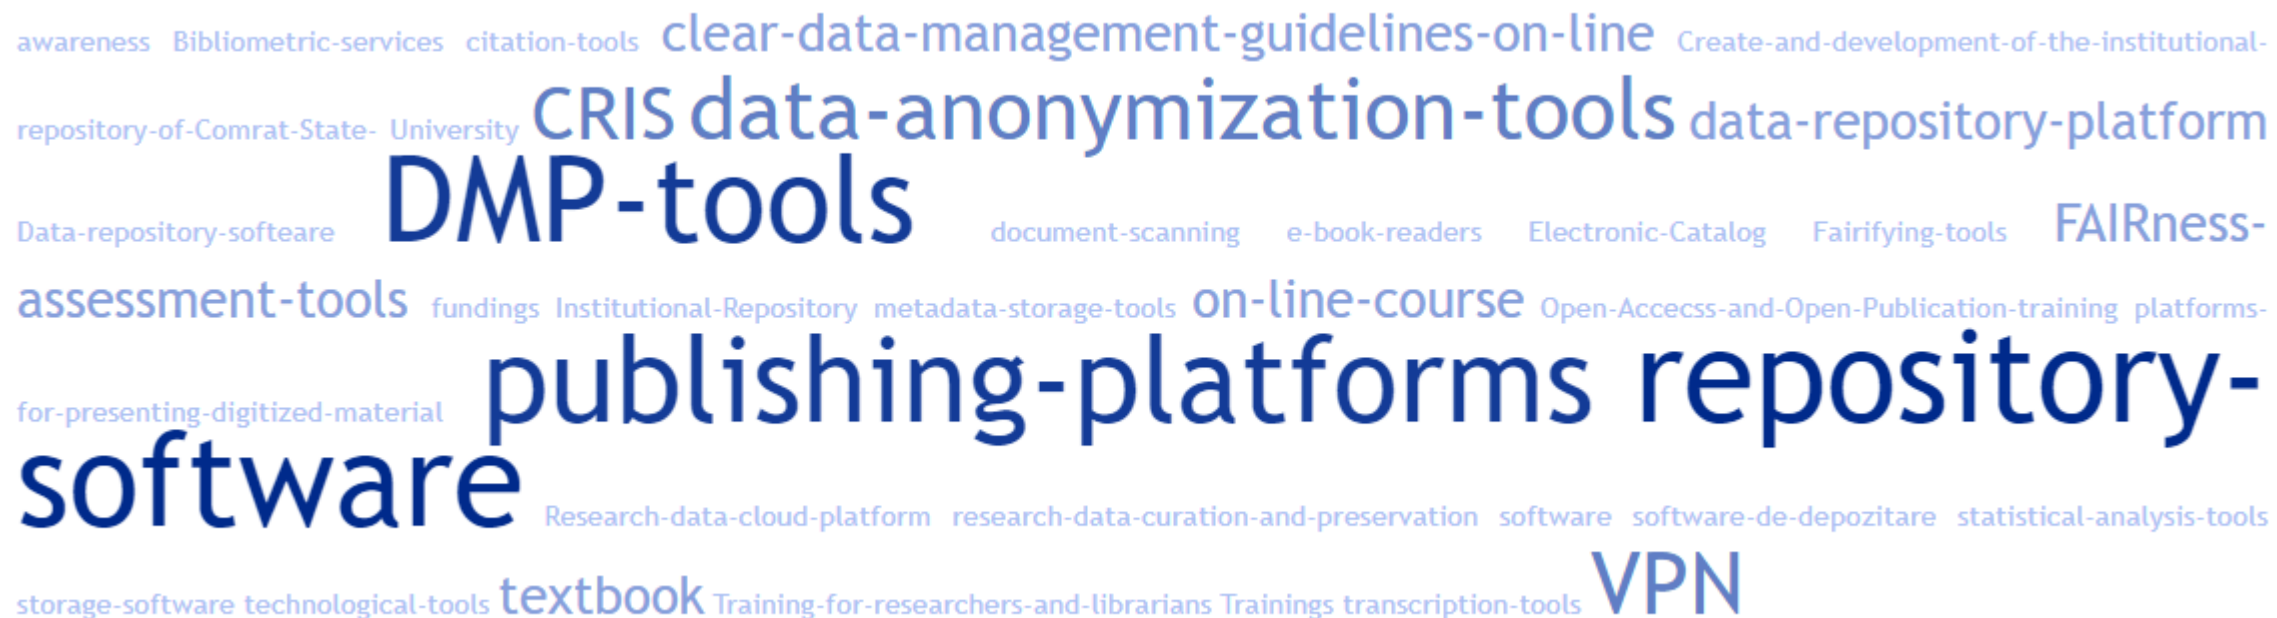 awareness Bibliometric-services citation-tools clear-data-management-guidelines-on-line Create-and-development-of-the-institutional-
repository-of-Comrat-State- University CRIS data-anonymization-tools data-repository-platform
Data-repository-softeare DMP-tools document-scanning e-book-readers Electronic-Catalog Fairifying-tools FAIRness-
assessment-tools fundings Institutional-Repository metadata-storage-tools on-line-course Open-Accecss-and-Open-Publication-training platforms-
for-presenting-digitized-material publishing-platforms repository-
software Research-data-cloud-platform research-data-curation-and-preservation software software-de-depozitare statistical-analysis-tools
storage-software technological-tools textbook Training-for-researchers-and-librarians Trainings transcription-tools VPN